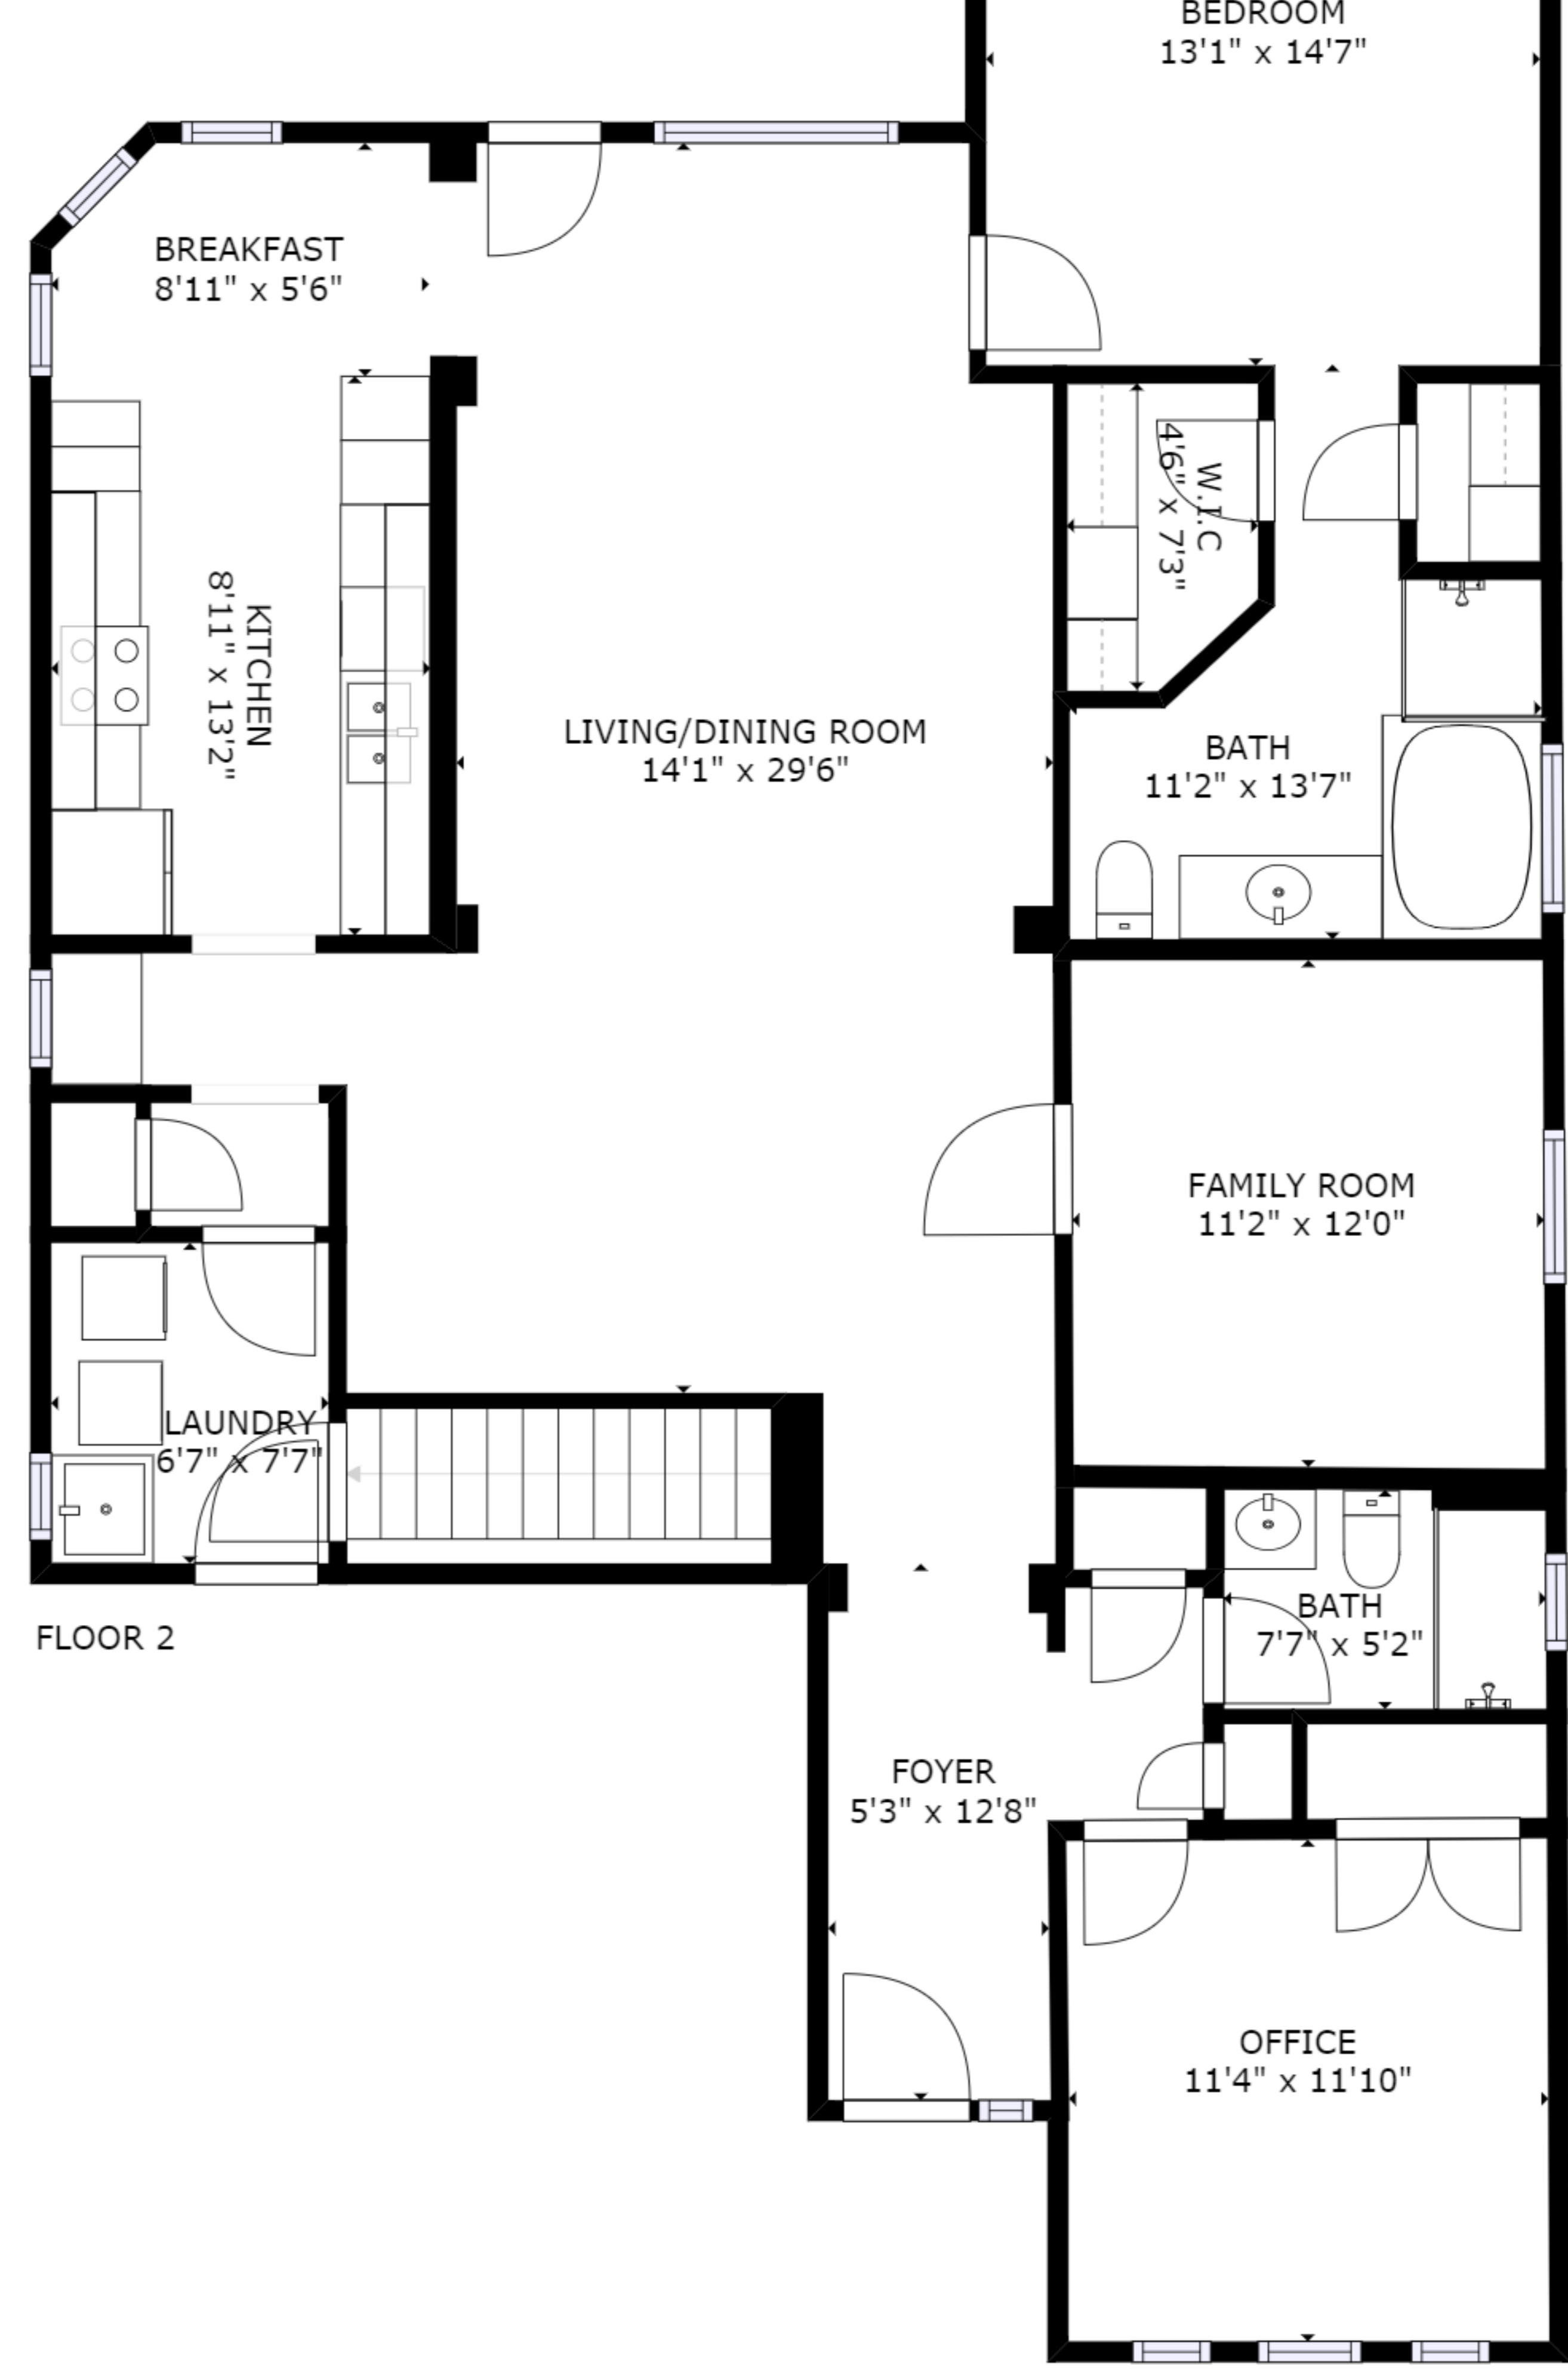 BEDROOM
13'1" x 14'7"
BREAKFAST
8'11" x 5'6"
W.I.C
4'6" x 7'3"
KITCHEN
8'11" x 13'2"
LIVING/DINING ROOM
14'1" x 29'6"
BATH
11'2" x 13'7"
FAMILY ROOM
11'2" x 12'0"
LAUNDRY
6'7" x 7'7"
FLOOR 2
BATH
7'7" x 5'2"
FOYER
5'3" x 12'8"
OFFICE
11'4" x 11'10"